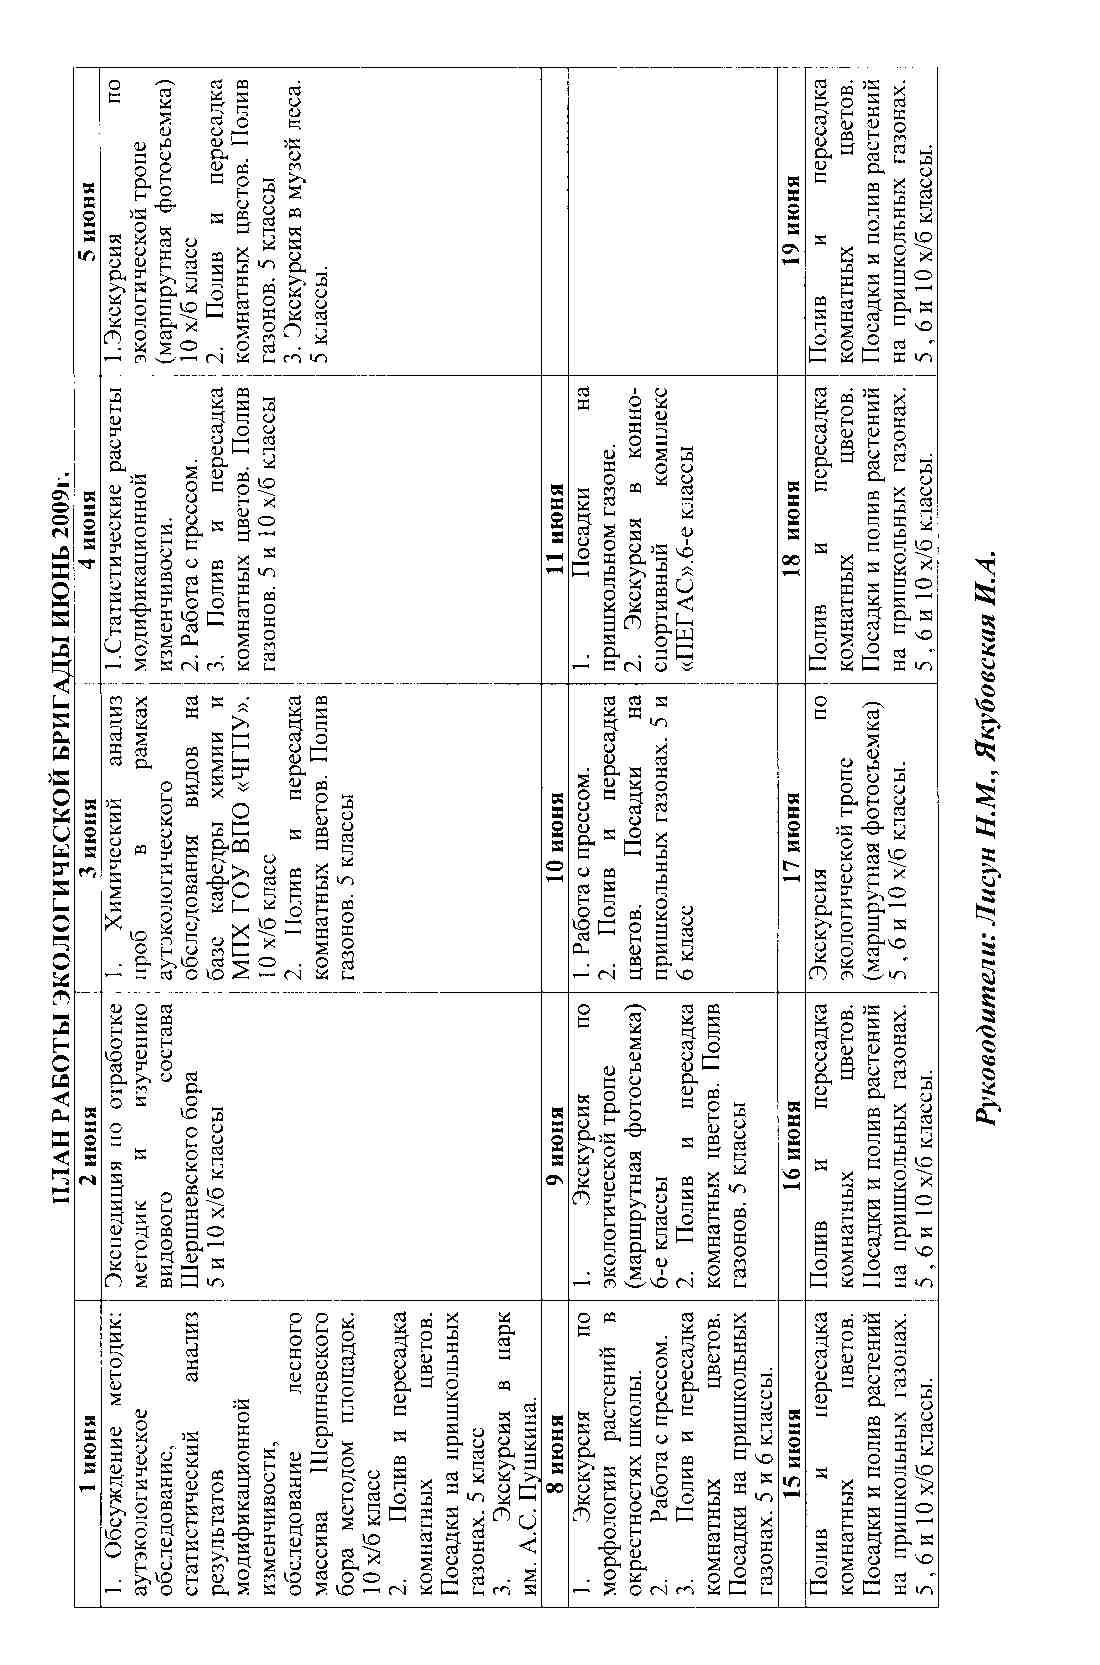 ПЛАН РАБОТЫ ЭКОЛОГИЧЕСКОЙ БРИГАДЫ ИЮНЬ 2009г.
1 июня
1. Обсуждение методик:
аутэкологическое
обследование,
статистический анализ
результатов
модификационной
изменчивости,
обследование лесного
массива Шершневского
бора методом площадок.
10 х/б класс
2. Полив и пересадка
комнатных цветов.
Посадки на пришкольных
газонах. 5 класс
3. Экскурсия в парк
им. А.С. Пушкина.
2 июня
Экспедиция по отработке
методик и изучению
видового состава
Шершневского бора
5 и 10 х/б классы
3 июня
1. Химический анализ
проб в рамках
аутэкологического
обследования видов на
базе кафедры химии и
МПХ ГОУ ВПО «ЧГПУ».
10 х/б класс
2. Полив и пересадка
комнатных цветов. Полив
газонов. 5 классы
4 июня
1.Статистические расчеты
модификационной
изменчивости.
2. Работа с прессом.
3. Полив и пересадка
комнатных цветов. Полив
газонов. 5 и 10 х/б классы
5 июня
1.Экскурсия по
экологической тропе
(маршрутная фотосъемка)
10 х/б класс
2. Полив и пересадка
комнатных цветов. Полив
газонов. 5 классы
3. Экскурсия в музей леса.
5 классы.
8 июня
1. Экскурсия по
морфологии растений в
окрестностях школы.
2. Работа с прессом.
3. Полив и пересадка
комнатных цветов.
Посадки на пришкольных
газонах. 5 и 6 классы.
9 июня
1. Экскурсия по
экологической тропе
(маршрутная фотосъемка)
6-е классы
2. Полив и пересадка
комнатных цветов. Полив
газонов. 5 классы
10 июня
1. Работа с прессом.
2. Полив и пересадка
цветов. Посадки на
пришкольных газонах. 5 и
6 класс
11 июня
1. Посадки на
пришкольном газоне.
2. Экскурсия в конно-
спортивный комплекс
«ПЕГАС».6-е классы
15 июня
Полив и пересадка
комнатных цветов.
Посадки и полив растений
на пришкольных газонах.
5 , 6 и 10 х/б классы.
16 июня
Полив и пересадка
комнатных цветов.
Посадки и полив растений
на пришкольных газонах.
5 , 6 и 10 х/б классы.
17 июня
Экскурсия по
экологической тропе
(маршрутная фотосъемка)
5 , 6 и 10 х/б классы.
18 июня
Полив и пересадка
комнатных цветов.
Посадки и полив растений
на пришкольных газонах.
5 , 6 и 10 х/б классы.
19 июня
Полив и пересадка
комнатных цветов.
Посадки и полив растений
на пришкольных газонах.
5 , 6 и 10 х/б классы.
Руководители: Лисун Н.М., Якубовская И.А.